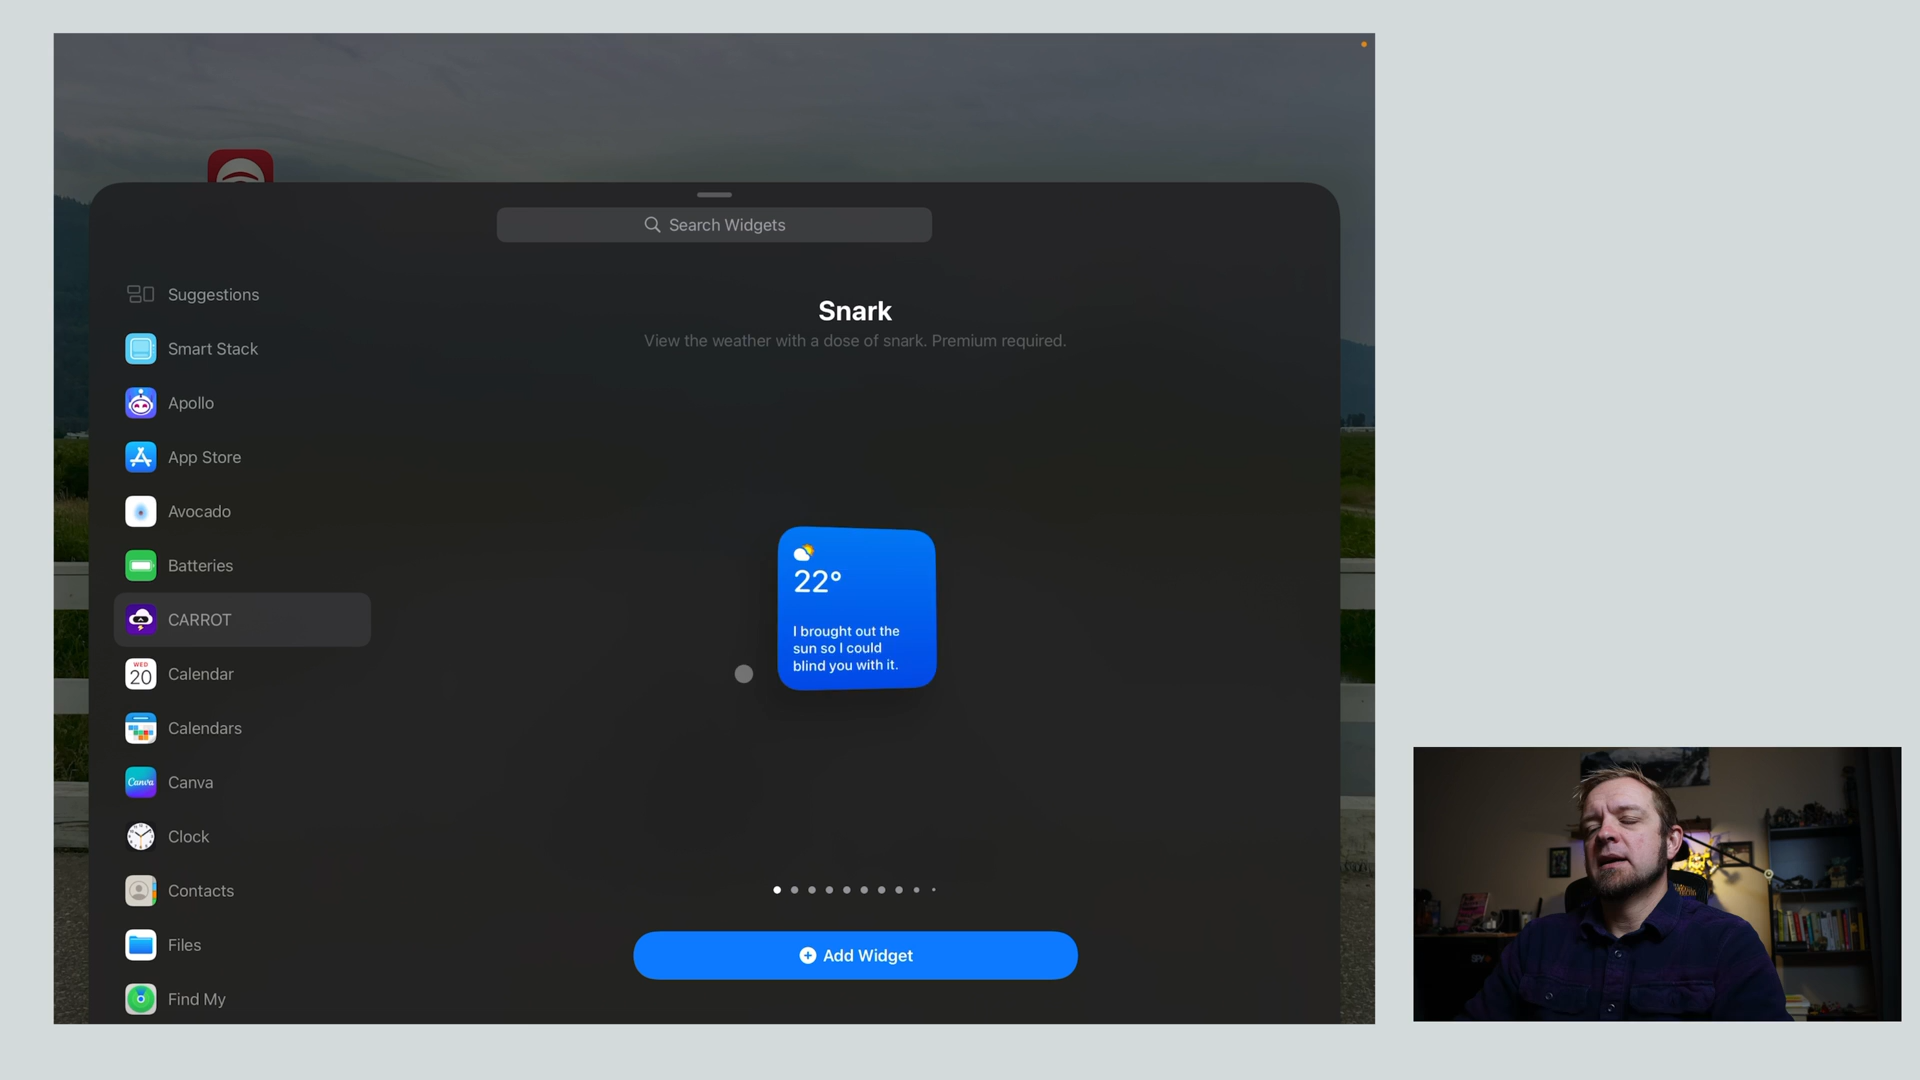 Search Widgets
Suggestions
Smart Stack
Apollo
App Store
Avocado
Batteries
CARROT
WED
20
Calendar
Calendars
Canva
Canva
Clock
Contacts
Files
Find My
Snark
View the weather with a dose of snark. Premium required.
22°
I brought out the
sun so I could
blind you with it.
Add Widget